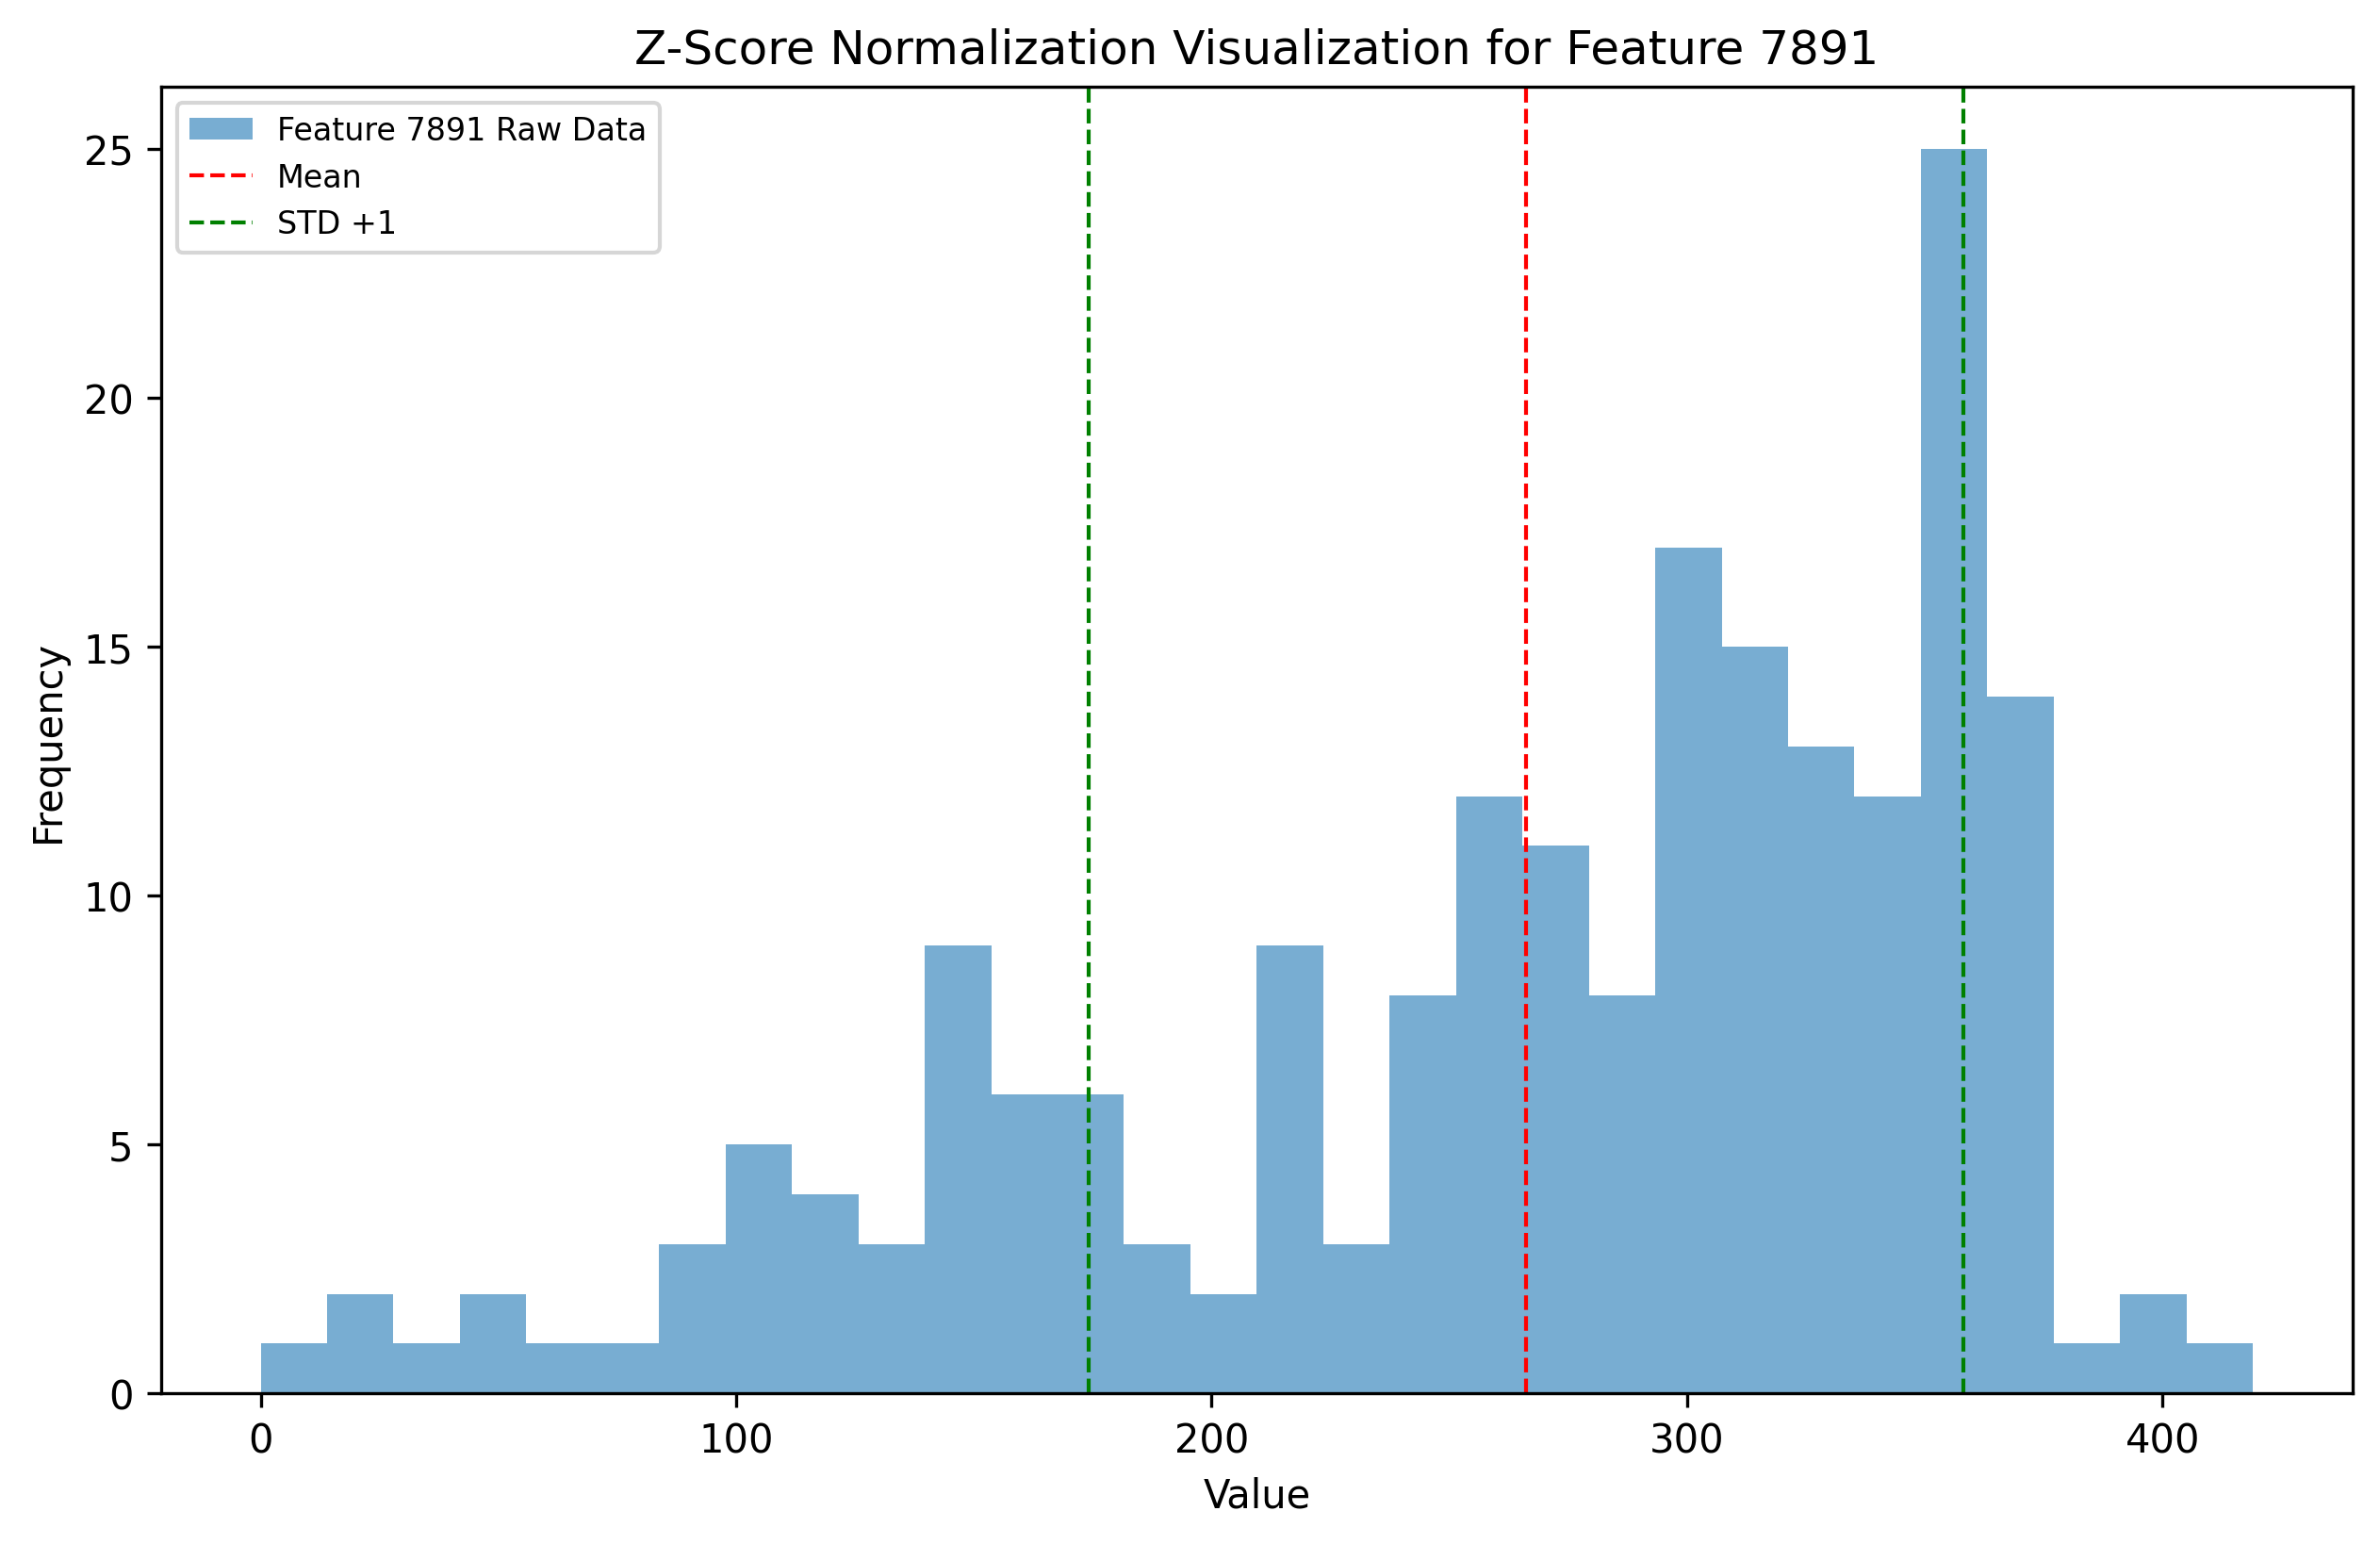 Z-Score Normalization Visualization for Feature 7891
Feature 7891 Raw Data
Mean
STD +1
Frequency
25
20
15
10
5
0
0 100 200 300 400
Value